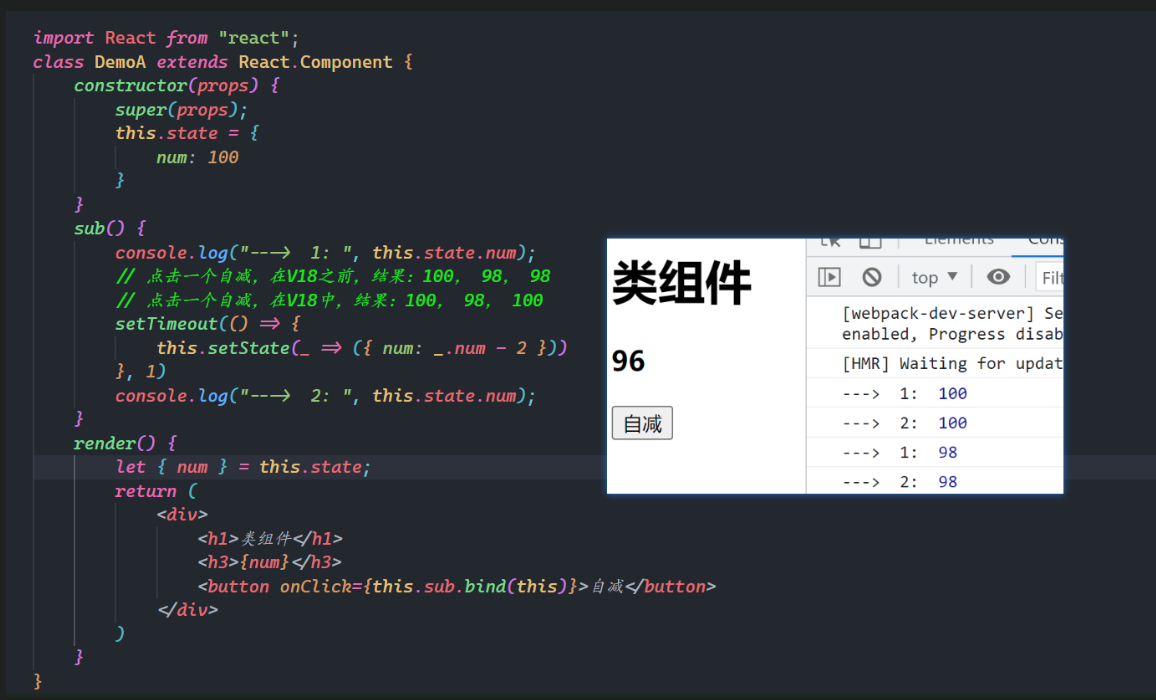 import React from "react";
class DemoA extends React.Component {
constructor(props) {
super(props);
this.state = {
num: 100
}
}
sub() {
console.log("---> 1: ", this.state.num);
// 点击一个自减，在V18之前，结果：100， 98， 98
// 点击一个自减，在V18中，结果：100， 98， 100
setTimeout(() => {
this.setState(_ => ({ num: _.num - 2 }))
}, 1)
console.log("---> 2: ", this.state.num);
}
render() {
let { num } = this.state;
return (
<div>
<h1>类组件</h1>
<h3>{num}</h3>
<button onClick={this.sub.bind(this)}>自减</button>
</div>
)
}
}
类组件
96
自减
Elements Cons
top Filt
[webpack-dev-server] Se
enabled, Progress disab
[HMR] Waiting for updat
---> 1: 100
---> 2: 100
---> 1: 98
---> 2: 98